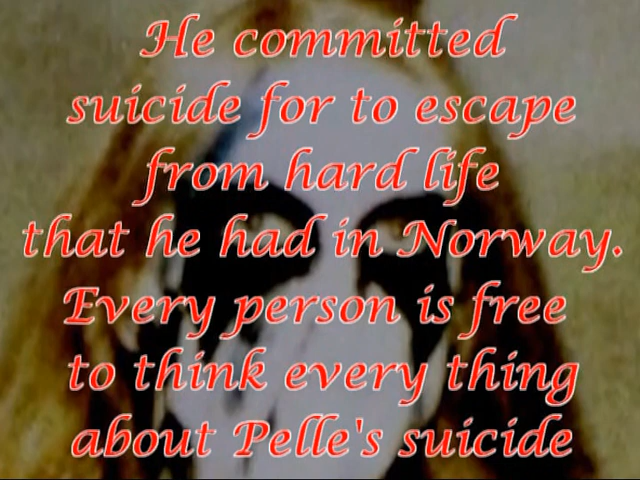 He committed
suicide for to escape
from hard life
that he had in Norway.
Every person is free
to think every thing
about Pelle's suicide